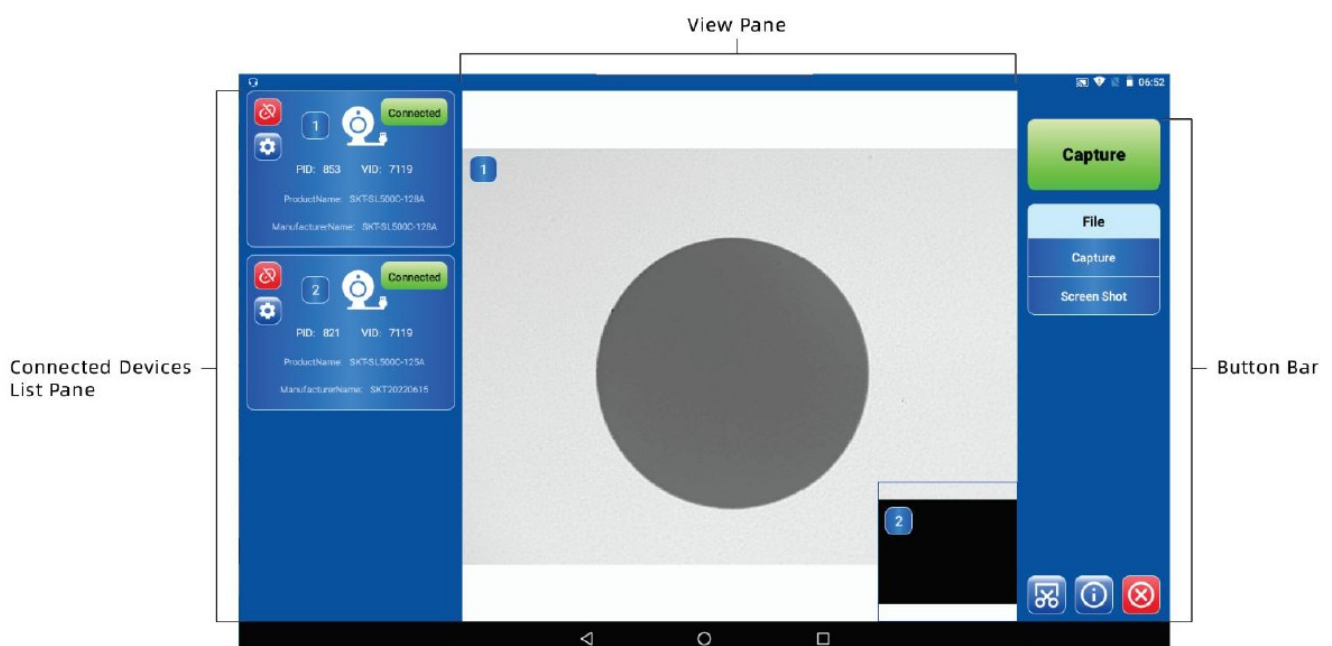 View Pane
06:52
1
Connected
PID: 853 VID: 7119
ProductName: SKT-SL500C-128A
ManufacturerName: SKT-SL500C-128A
2
Connected
PID: 821 VID: 7119
ProductName: SKT-SL500C-125A
ManufacturerName: SKT20220615
Connected Devices
List Pane
1
2
Capture
File
Capture
Screen Shot
Button Bar